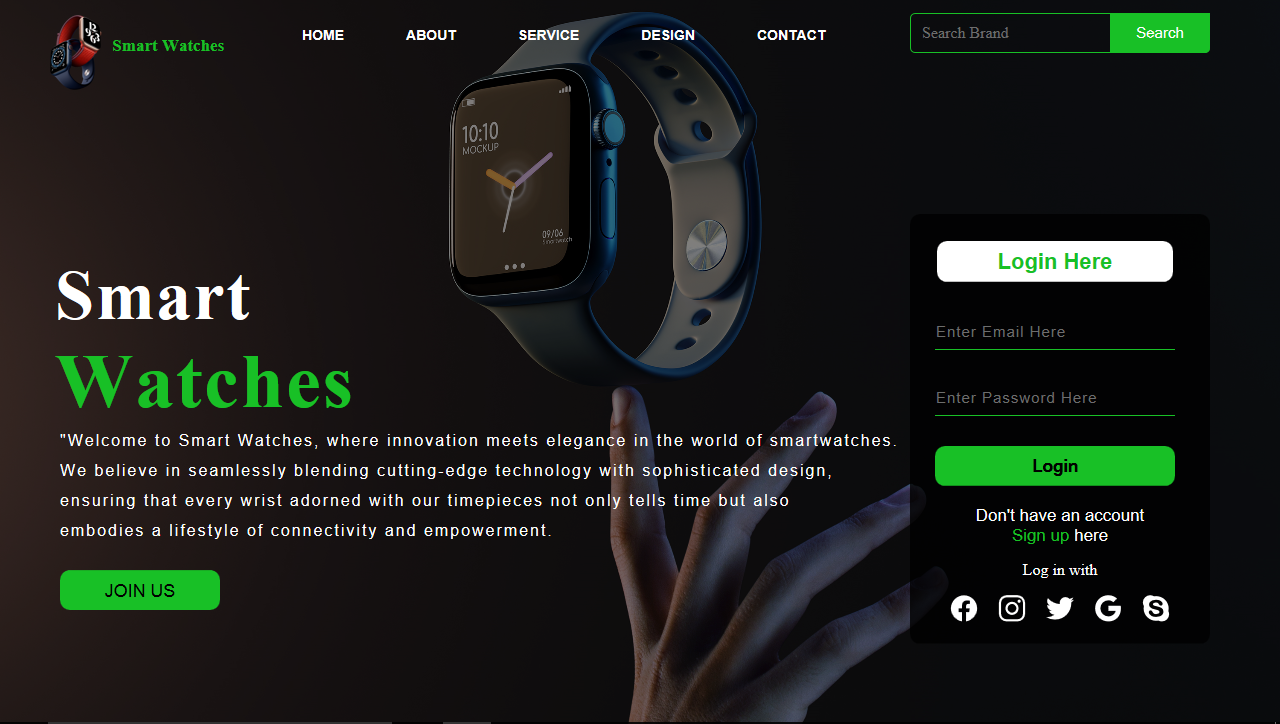 Smart Watches
HOME ABOUT SERVICE DESIGN CONTACT
Search Brand Search
10:10
MOCKUP
09/06
Smartwatch
Smart
Watches
"Welcome to Smart Watches, where innovation meets elegance in the world of smartwatches.
We believe in seamlessly blending cutting-edge technology with sophisticated design,
ensuring that every wrist adorned with our timepieces not only tells time but also
embodies a lifestyle of connectivity and empowerment.
JOIN US
Login Here
Enter Email Here
Enter Password Here
Login
Don't have an account
Sign up here
Log in with